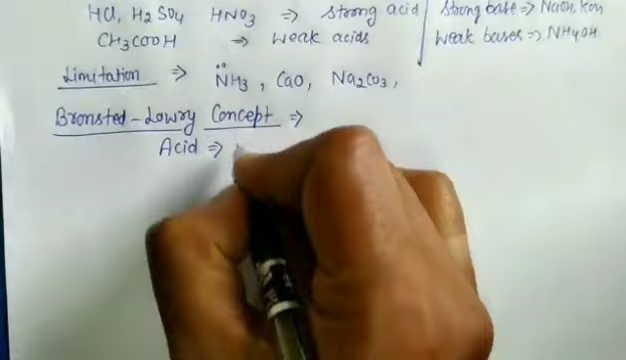 HCl, H2SO4 HNO3 ⇒ strong acid
CH3COOH ⇒ weak acids
strong base ⇒ NaOH, KOH
weak bases ⇒ NH4OH
Limitation ⇒ N̈H3, CaO, Na2CO3,
Bronsted-Lowry Concept ⇒
Acid ⇒